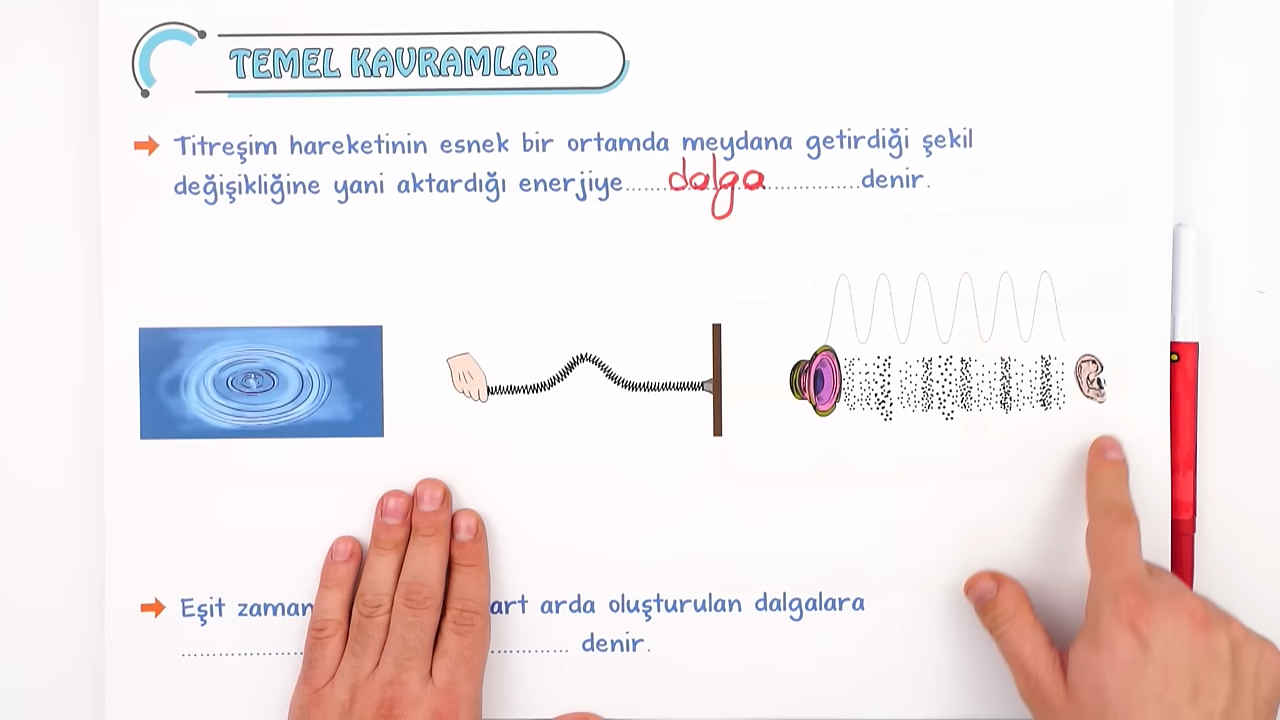 TEMEL KAVRAMLAR
Titreşim hareketinin esnek bir ortamda meydana getirdiği şekil
değişikliğine yani aktardığı enerjiye......dalga...............denir.
Eşit zaman art arda oluşturulan dalgalara
.................. ............ denir.